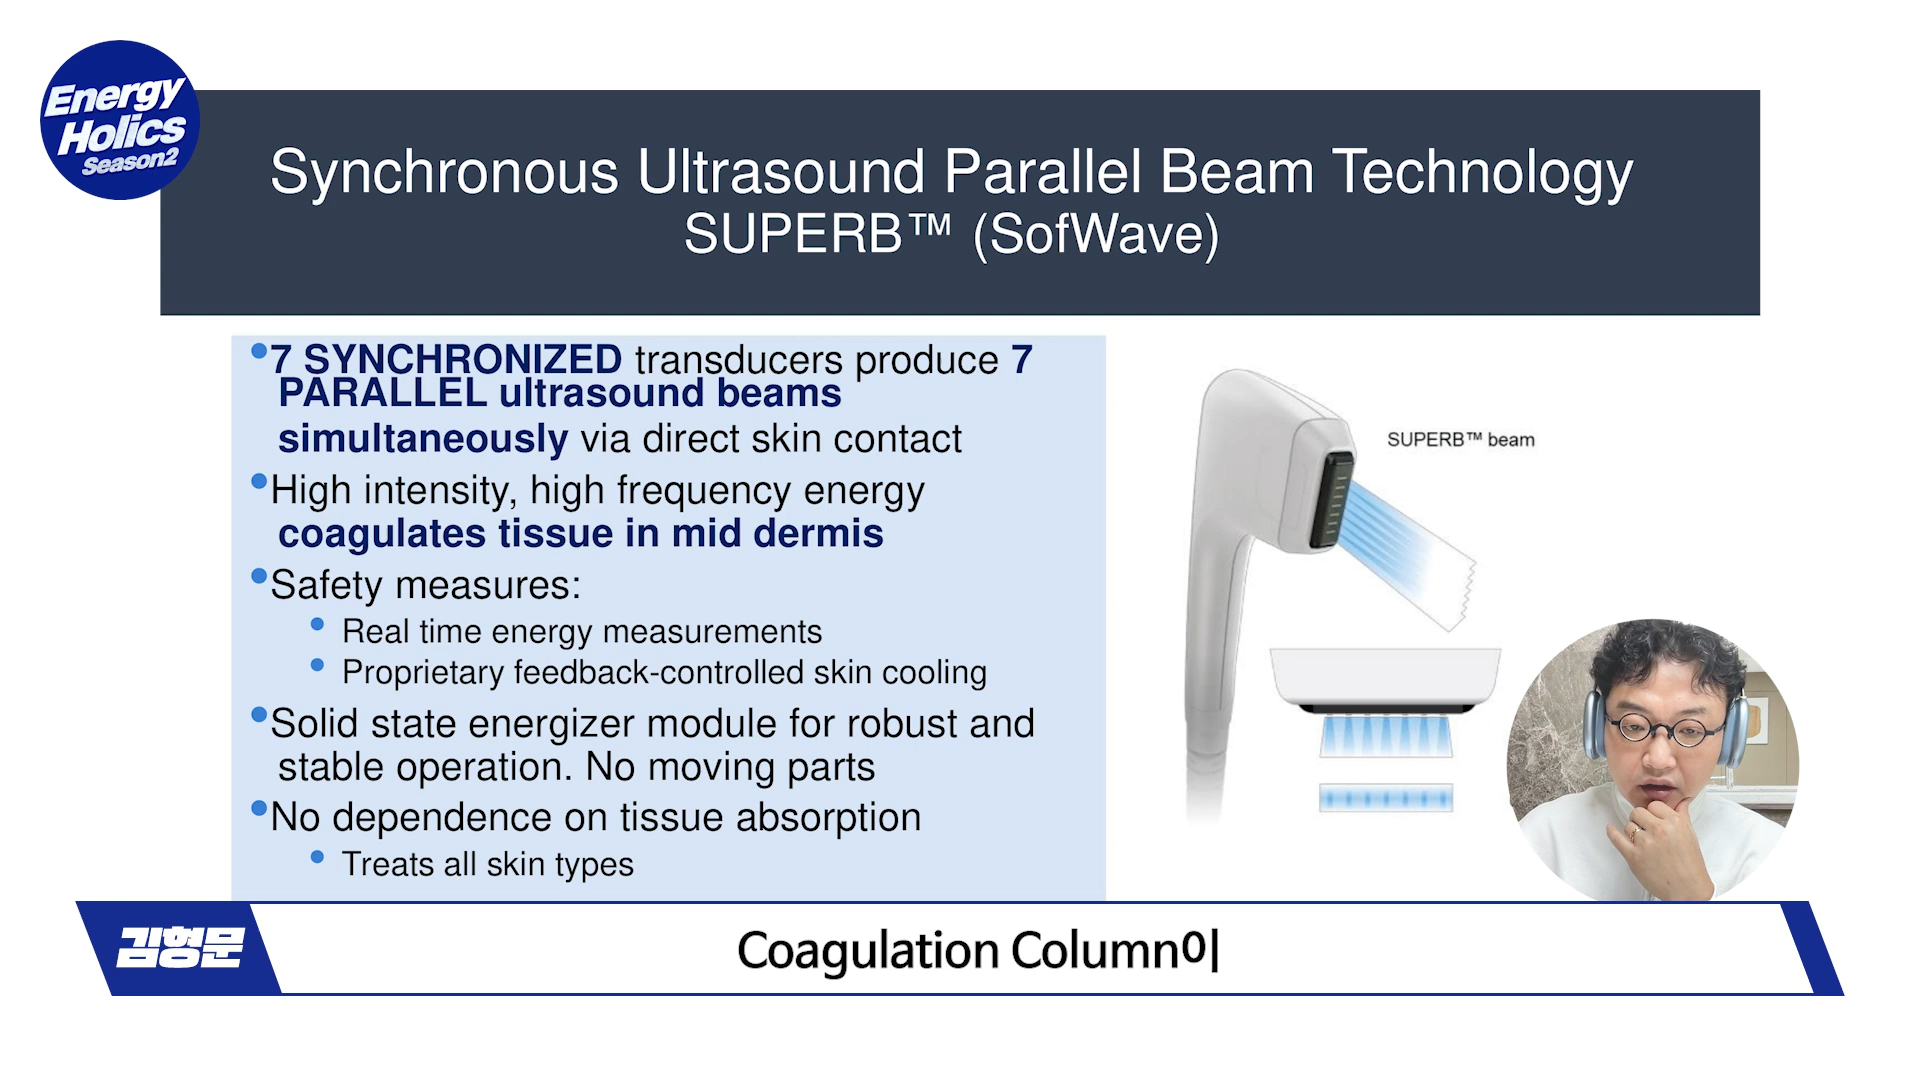 Energy
Holics
Season2
Synchronous Ultrasound Parallel Beam Technology
SUPERB™ (SofWave)
•7 SYNCHRONIZED transducers produce 7
PARALLEL ultrasound beams
simultaneously via direct skin contact
•High intensity, high frequency energy
coagulates tissue in mid dermis
•Safety measures:
• Real time energy measurements
• Proprietary feedback-controlled skin cooling
•Solid state energizer module for robust and
stable operation. No moving parts
•No dependence on tissue absorption
• Treats all skin types
SUPERB™ beam
김형문
Coagulation Column이